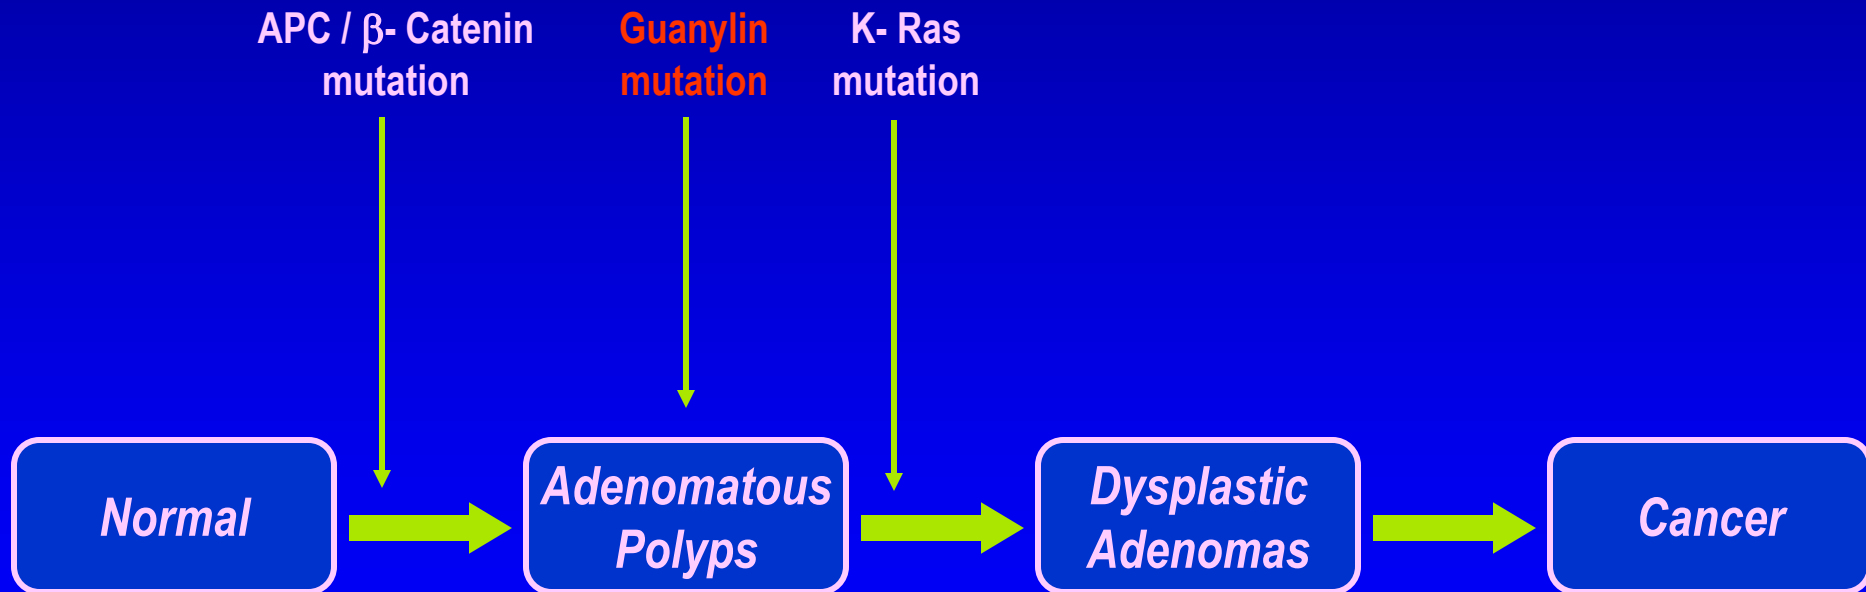 APC / β- Catenin
mutation
Guanylin
mutation
K- Ras
mutation
Normal
Adenomatous
Polyps
Dysplastic
Adenomas
Cancer